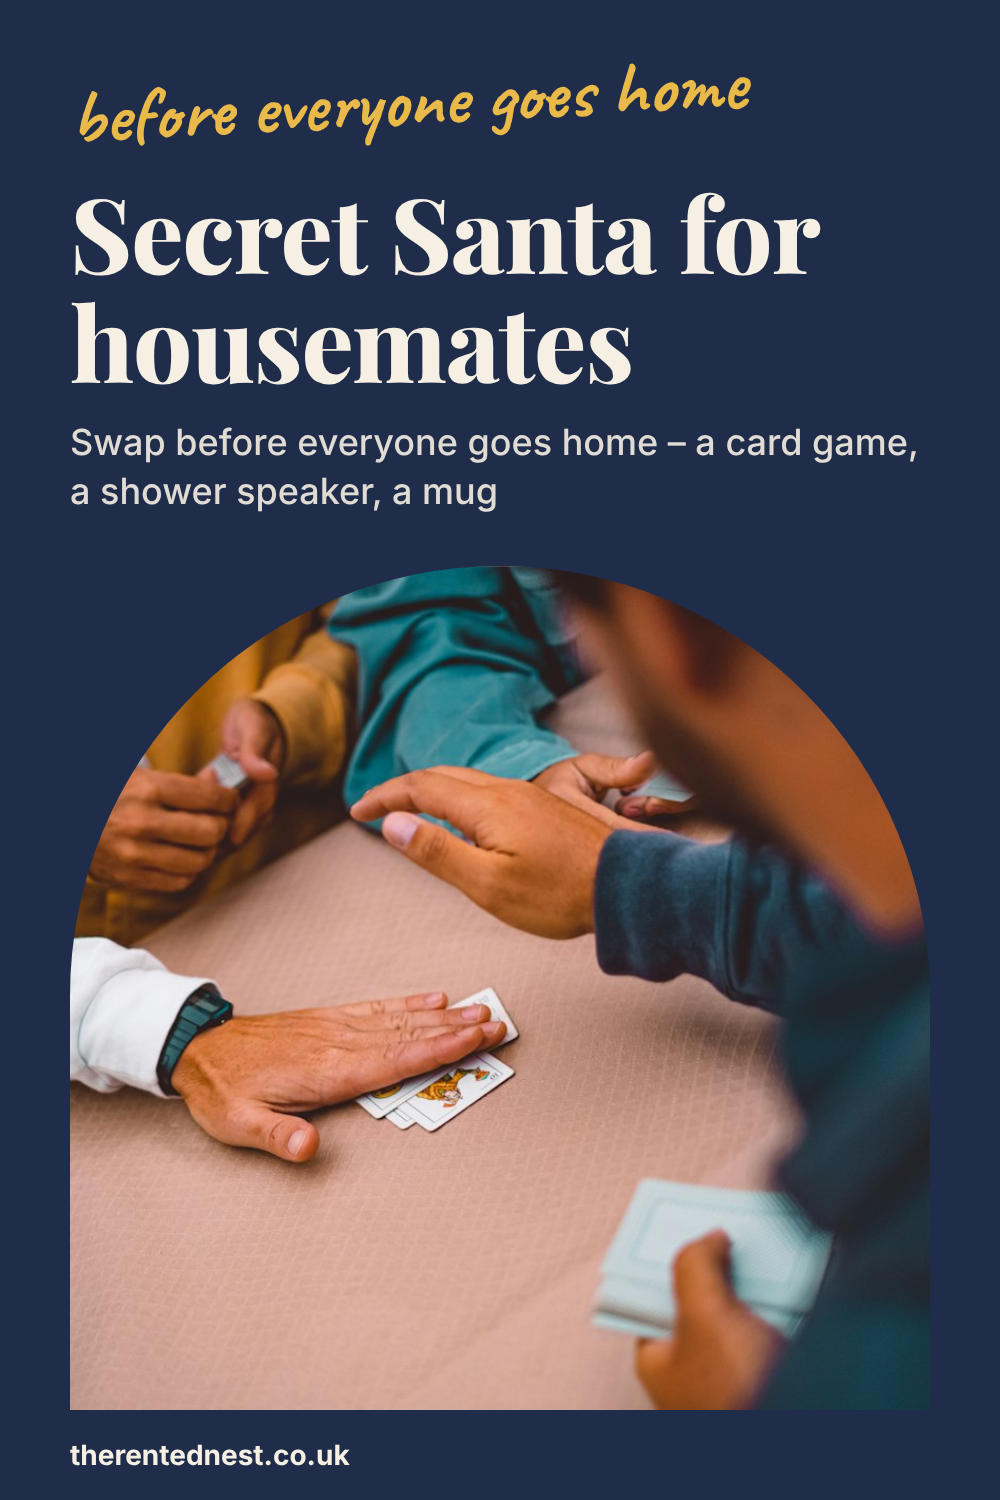 before everyone goes home
Secret Santa for
housemates
Swap before everyone goes home – a card game,
a shower speaker, a mug
therentednest.co.uk